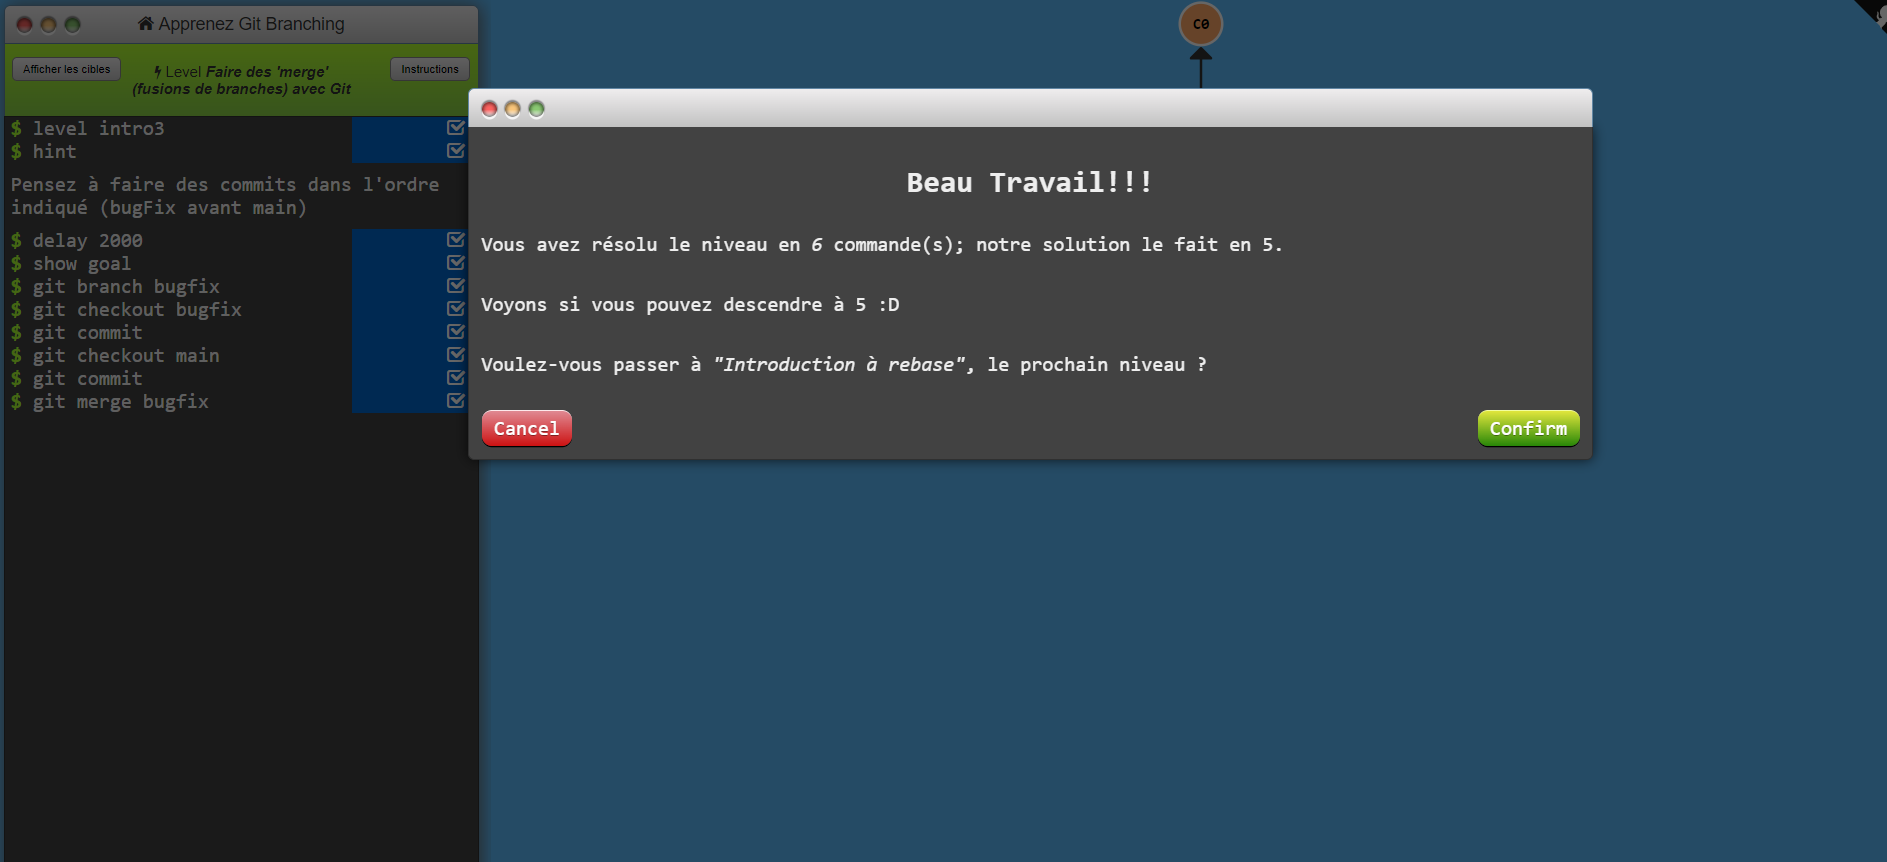 Apprenez Git Branching
Afficher les cibles
Level Faire des 'merge'
(fusions de branches) avec Git
Instructions
$ level intro3
$ hint
Pensez à faire des commits dans l'ordre
indiqué (bugFix avant main)
$ delay 2000
$ show goal
$ git branch bugfix
$ git checkout bugfix
$ git commit
$ git checkout main
$ git commit
$ git merge bugfix
C0
Beau Travail!!!
Vous avez résolu le niveau en 6 commande(s); notre solution le fait en 5.
Voyons si vous pouvez descendre à 5 :D
Voulez-vous passer à "Introduction à rebase", le prochain niveau ?
Cancel
Confirm